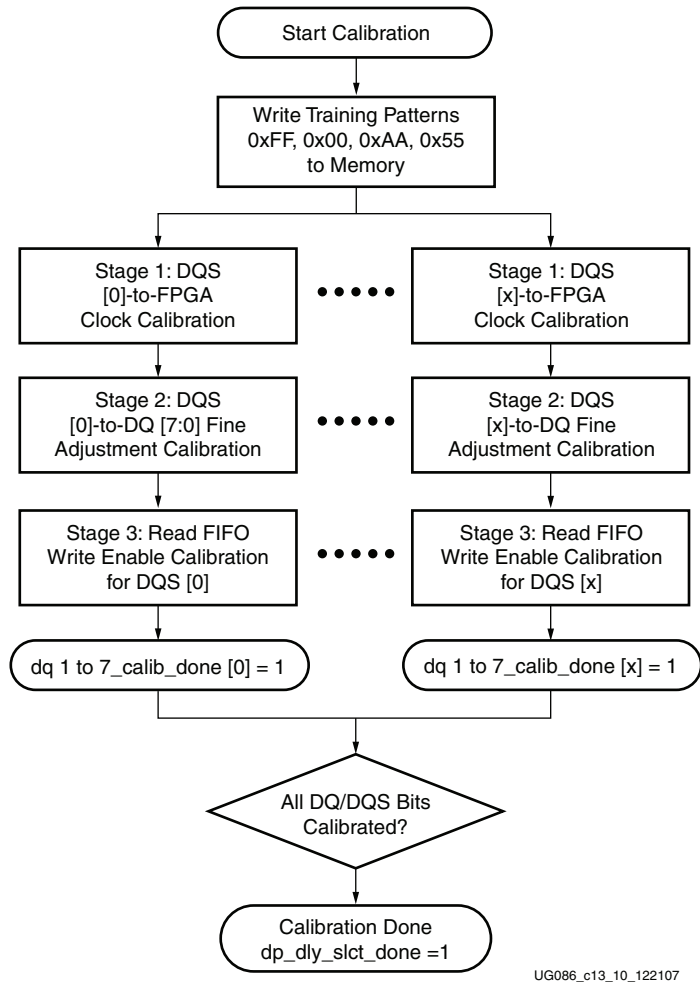 Start Calibration
Write Training Patterns
0xFF, 0x00, 0xAA, 0x55
to Memory
Stage 1: DQS
[0]-to-FPGA
Clock Calibration
Stage 1: DQS
[x]-to-FPGA
Clock Calibration
Stage 2: DQS
[0]-to-DQ [7:0] Fine
Adjustment Calibration
Stage 2: DQS
[x]-to-DQ Fine
Adjustment Calibration
Stage 3: Read FIFO
Write Enable Calibration
for DQS [0]
Stage 3: Read FIFO
Write Enable Calibration
for DQS [x]
dq 1 to 7_calib_done [0] = 1
dq 1 to 7_calib_done [x] = 1
All DQ/DQS Bits
Calibrated?
Calibration Done
dp_dly_slct_done =1
UG086_c13_10_122107